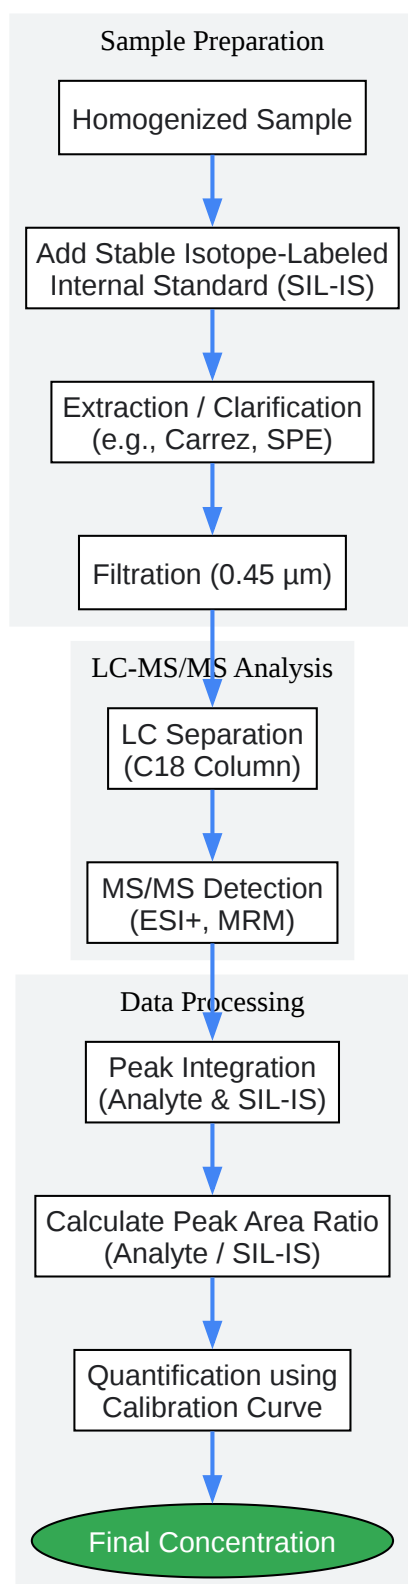 Sample Preparation
Homogenized Sample
Add Stable Isotope-Labeled
Internal Standard (SIL-IS)
Extraction / Clarification
(e.g., Carrez, SPE)
Filtration (0.45 µm)
LC-MS/MS Analysis
LC Separation
(C18 Column)
MS/MS Detection
(ESI+, MRM)
Data Processing
Peak Integration
(Analyte & SIL-IS)
Calculate Peak Area Ratio
(Analyte / SIL-IS)
Quantification using
Calibration Curve
Final Concentration